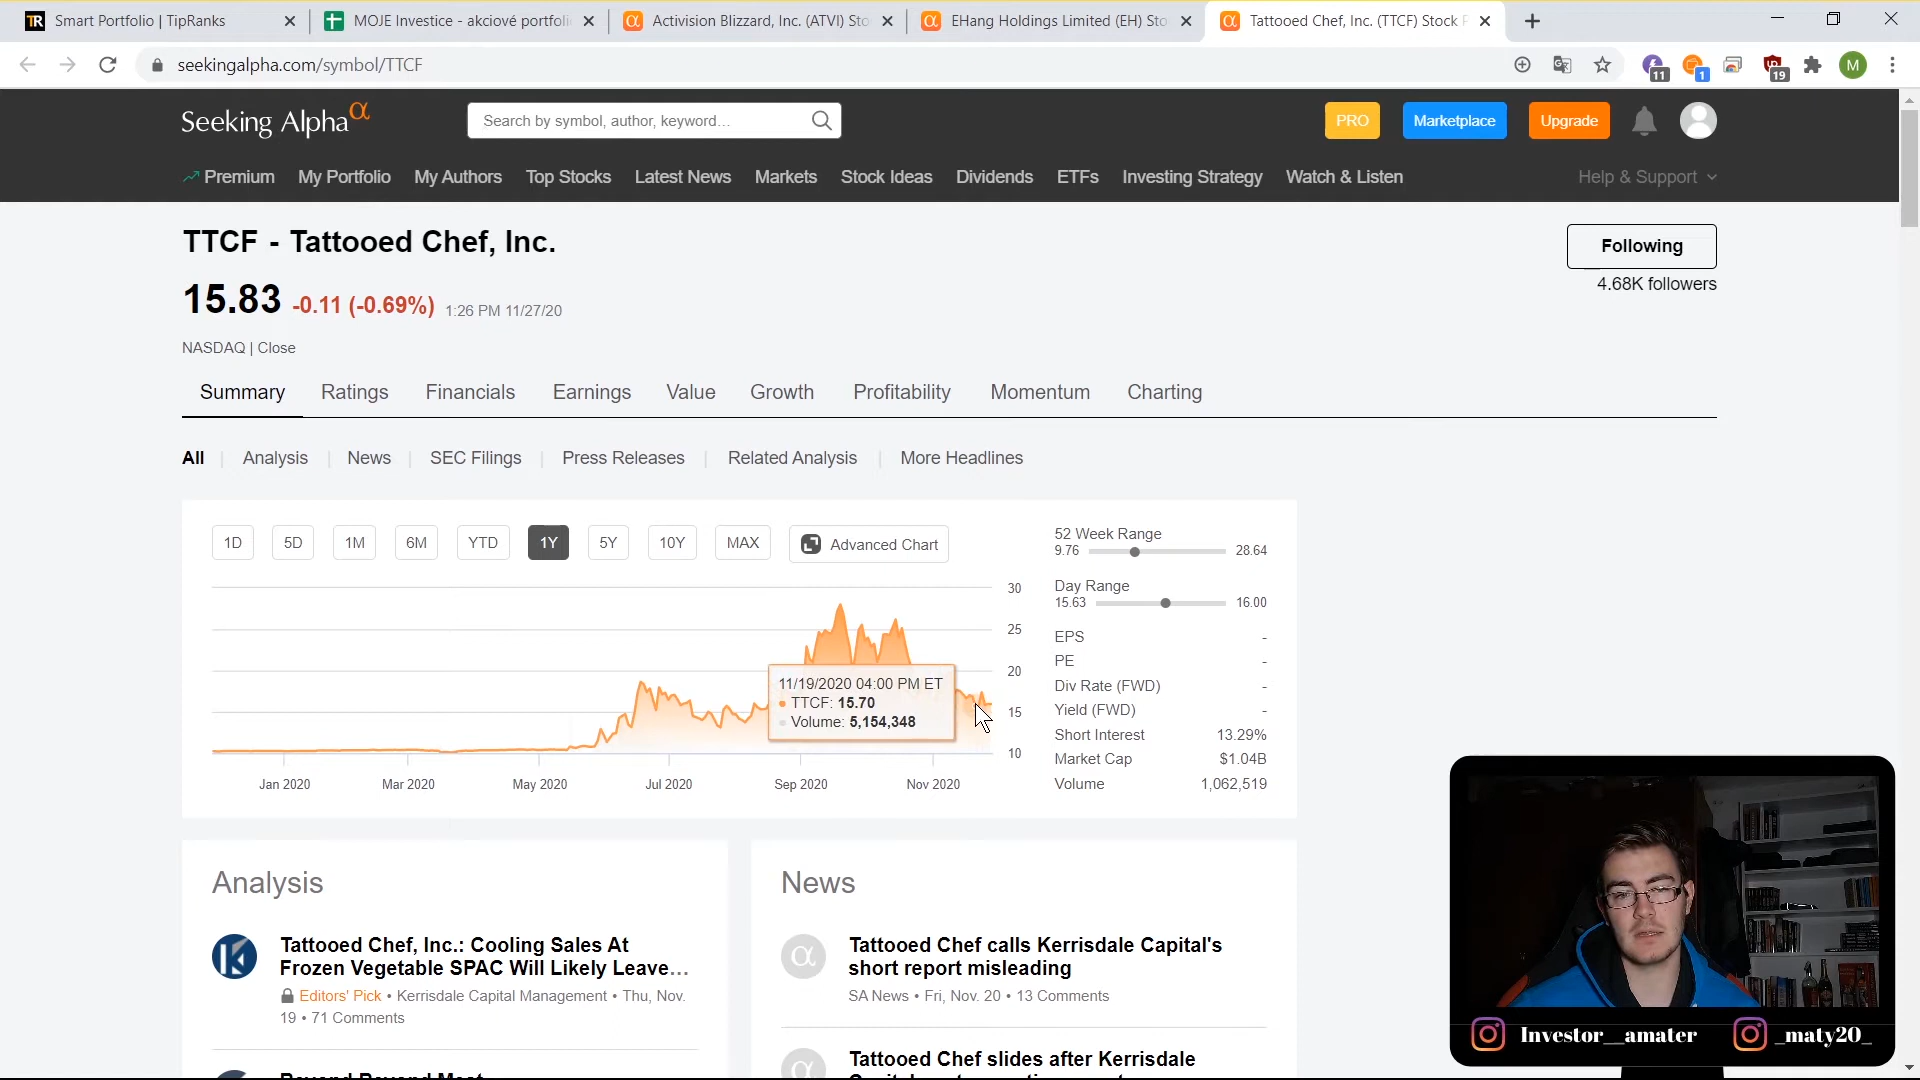 Smart Portfolio | TipRanks
MOJE Investice - akciové portfoli
Activision Blizzard, Inc. (ATVI) Sto
EHang Holdings Limited (EH) Sto
Tattooed Chef, Inc. (TTCF) Stock P
seekingalpha.com/symbol/TTCF
11
1
19
M
Seeking Alpha α
Search by symbol, author, keyword...
PRO
Marketplace
Upgrade
Premium
My Portfolio
My Authors
Top Stocks
Latest News
Markets
Stock Ideas
Dividends
ETFs
Investing Strategy
Watch & Listen
Help & Support
TTCF - Tattooed Chef, Inc.
Following
4.68K followers
15.83 -0.11 (-0.69%) 1:26 PM 11/27/20
NASDAQ | Close
Summary
Ratings
Financials
Earnings
Value
Growth
Profitability
Momentum
Charting
All
Analysis
News
SEC Filings
Press Releases
Related Analysis
More Headlines
1D
5D
1M
6M
YTD
1Y
5Y
10Y
MAX
Advanced Chart
30
25
20
15
10
11/19/2020 04:00 PM ET
TTCF: 15.70
Volume: 5,154,348
Jan 2020
Mar 2020
May 2020
Jul 2020
Sep 2020
Nov 2020
52 Week Range
9.76 28.64
Day Range
15.63 16.00
EPS -
PE -
Div Rate (FWD) -
Yield (FWD) -
Short Interest 13.29%
Market Cap $1.04B
Volume 1,062,519
Analysis
Tattooed Chef, Inc.: Cooling Sales At
Frozen Vegetable SPAC Will Likely Leave...
Editors' Pick • Kerrisdale Capital Management • Thu, Nov.
19 • 71 Comments
News
Tattooed Chef calls Kerrisdale Capital's
short report misleading
SA News • Fri, Nov. 20 • 13 Comments
Tattooed Chef slides after Kerrisdale
Investor__amater
_maty20_